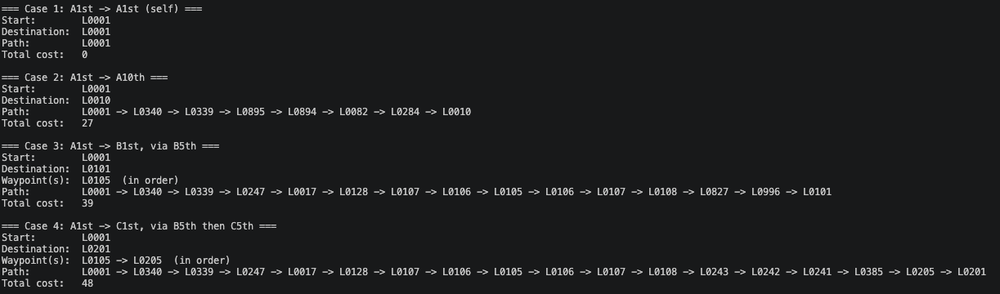 === Case 1: A1st -> A1st (self) ===
Start:        L0001
Destination:  L0001
Path:         L0001
Total cost:   0

=== Case 2: A1st -> A10th ===
Start:        L0001
Destination:  L0010
Path:         L0001 -> L0340 -> L0339 -> L0895 -> L0894 -> L0082 -> L0284 -> L0010
Total cost:   27

=== Case 3: A1st -> B1st, via B5th ===
Start:        L0001
Destination:  L0101
Waypoint(s):  L0105  (in order)
Path:         L0001 -> L0340 -> L0339 -> L0247 -> L0017 -> L0128 -> L0107 -> L0106 -> L0105 -> L0106 -> L0107 -> L0108 -> L0827 -> L0996 -> L0101
Total cost:   39

=== Case 4: A1st -> C1st, via B5th then C5th ===
Start:        L0001
Destination:  L0201
Waypoint(s):  L0105 -> L0205  (in order)
Path:         L0001 -> L0340 -> L0339 -> L0247 -> L0017 -> L0128 -> L0107 -> L0106 -> L0105 -> L0106 -> L0107 -> L0108 -> L0243 -> L0242 -> L0241 -> L0385 -> L0205 -> L0201
Total cost:   48